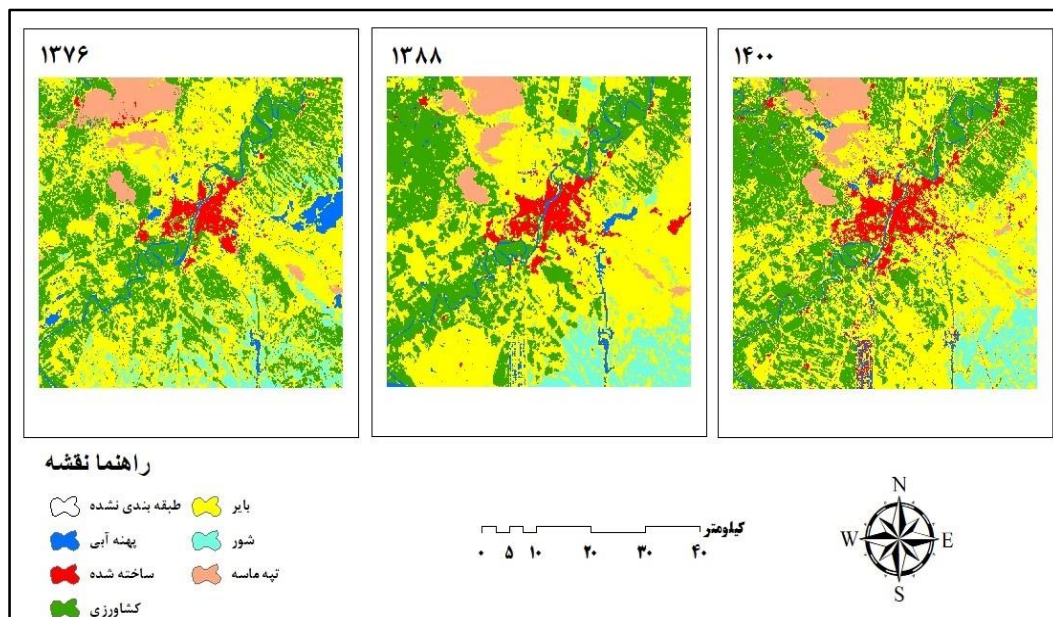 ۱۳۷۶
۱۳۸۸
۱۴۰۰
راهنما نقشه
طبقه بندی نشده
پهنه آبی
ساخته شده
کشاورزی
بایر
شور
تپه ماسه
کیلومتر
۰ ۵ ۱۰ ۲۰ ۳۰ ۴۰
N
W E
S